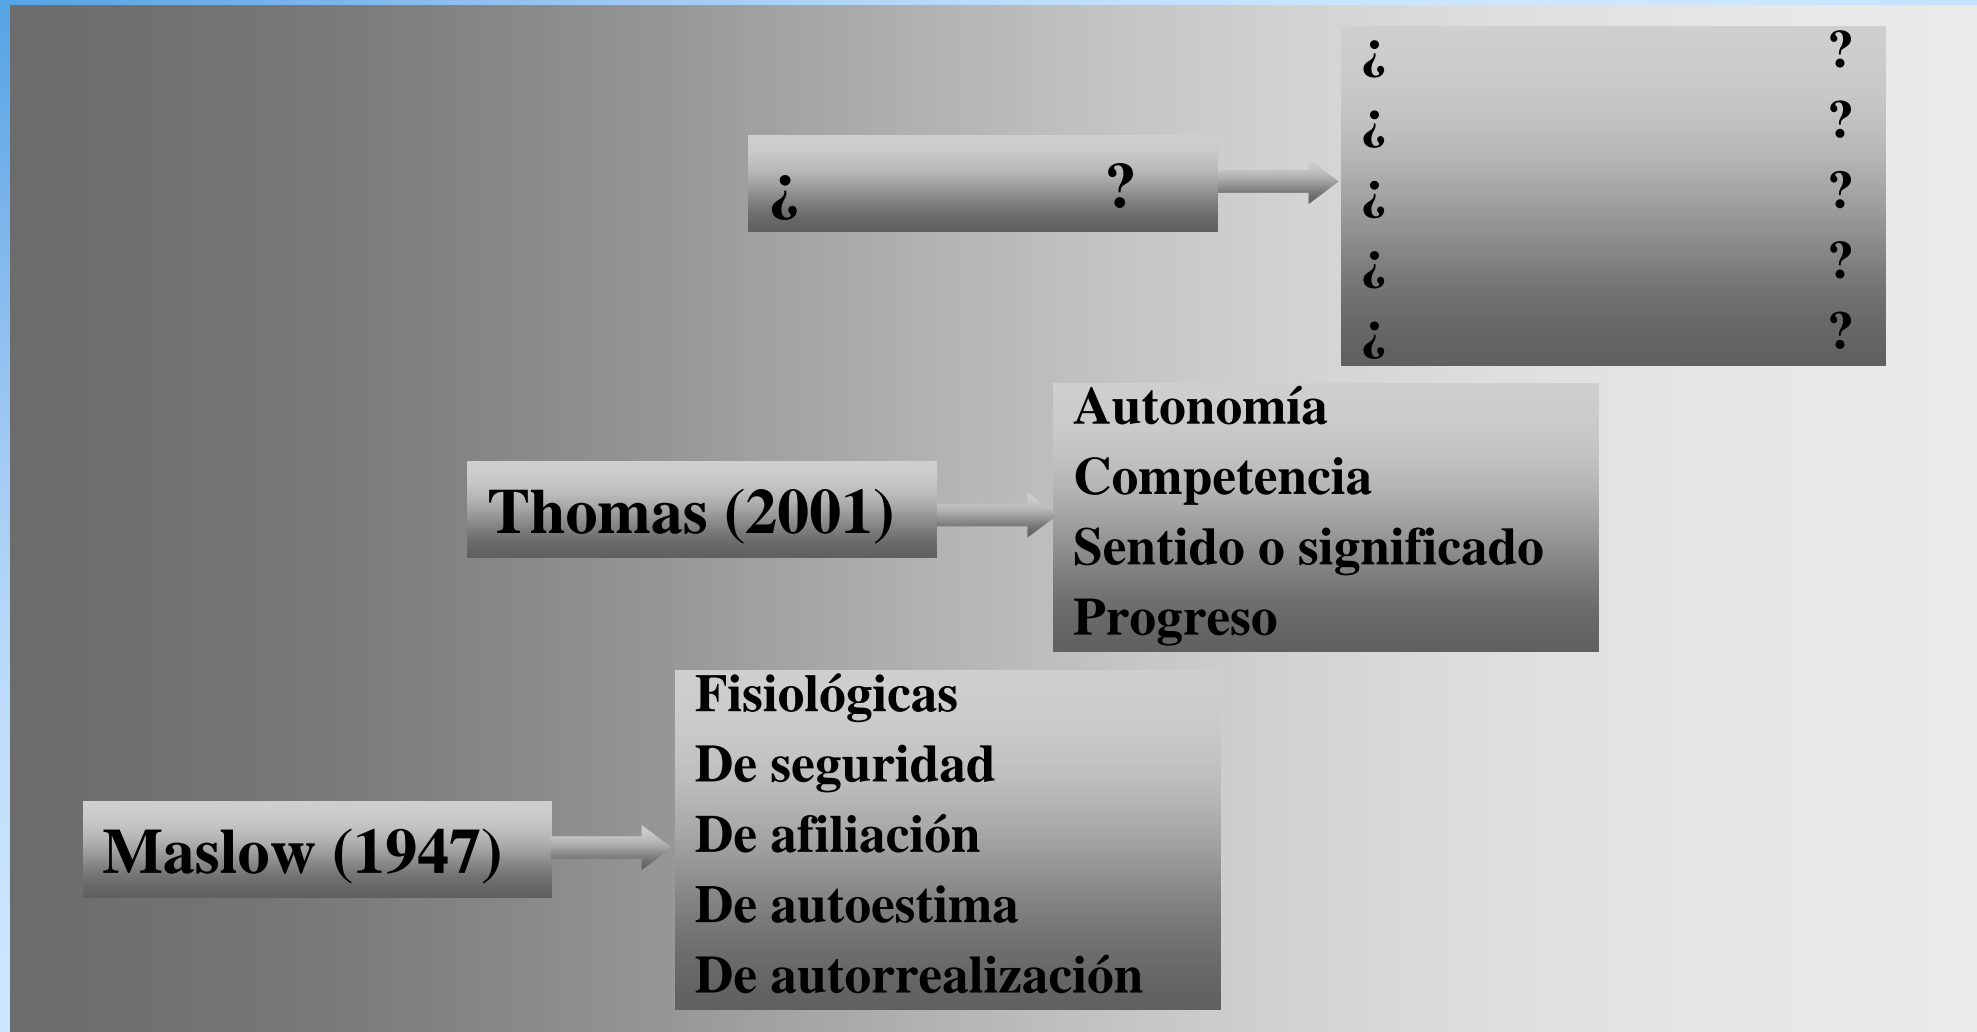 ¿ ?
¿ ?
¿ ?
¿ ?
¿ ?
¿ ?
Thomas (2001)
Autonomía
Competencia
Sentido o significado
Progreso
Maslow (1947)
Fisiológicas
De seguridad
De afiliación
De autoestima
De autorrealización